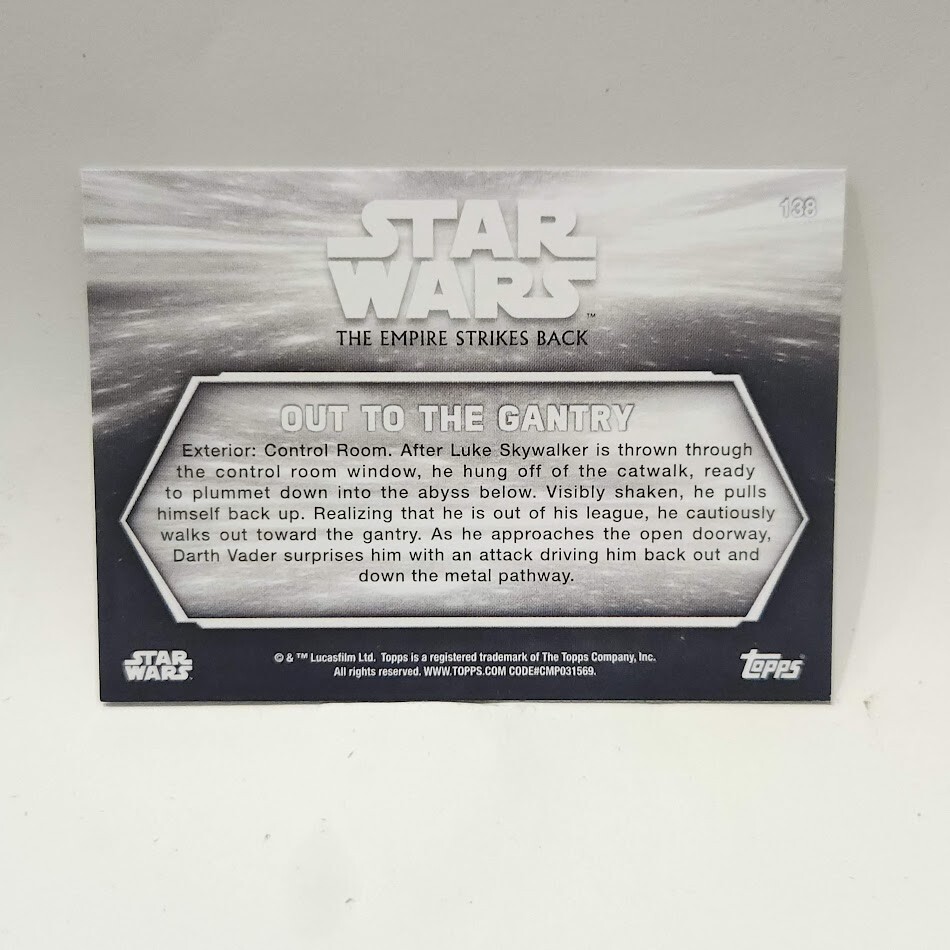 138
STAR
WARS
™
THE EMPIRE STRIKES BACK
OUT TO THE GANTRY
Exterior: Control Room. After Luke Skywalker is thrown through
the control room window, he hung off of the catwalk, ready
to plummet down into the abyss below. Visibly shaken, he pulls
himself back up. Realizing that he is out of his league, he cautiously
walks out toward the gantry. As he approaches the open doorway,
Darth Vader surprises him with an attack driving him back out and
down the metal pathway.
STAR
WARS
© & ™ Lucasfilm Ltd. Topps is a registered trademark of The Topps Company, Inc.
All rights reserved. WWW.TOPPS.COM CODE#CMP031569.
topps®